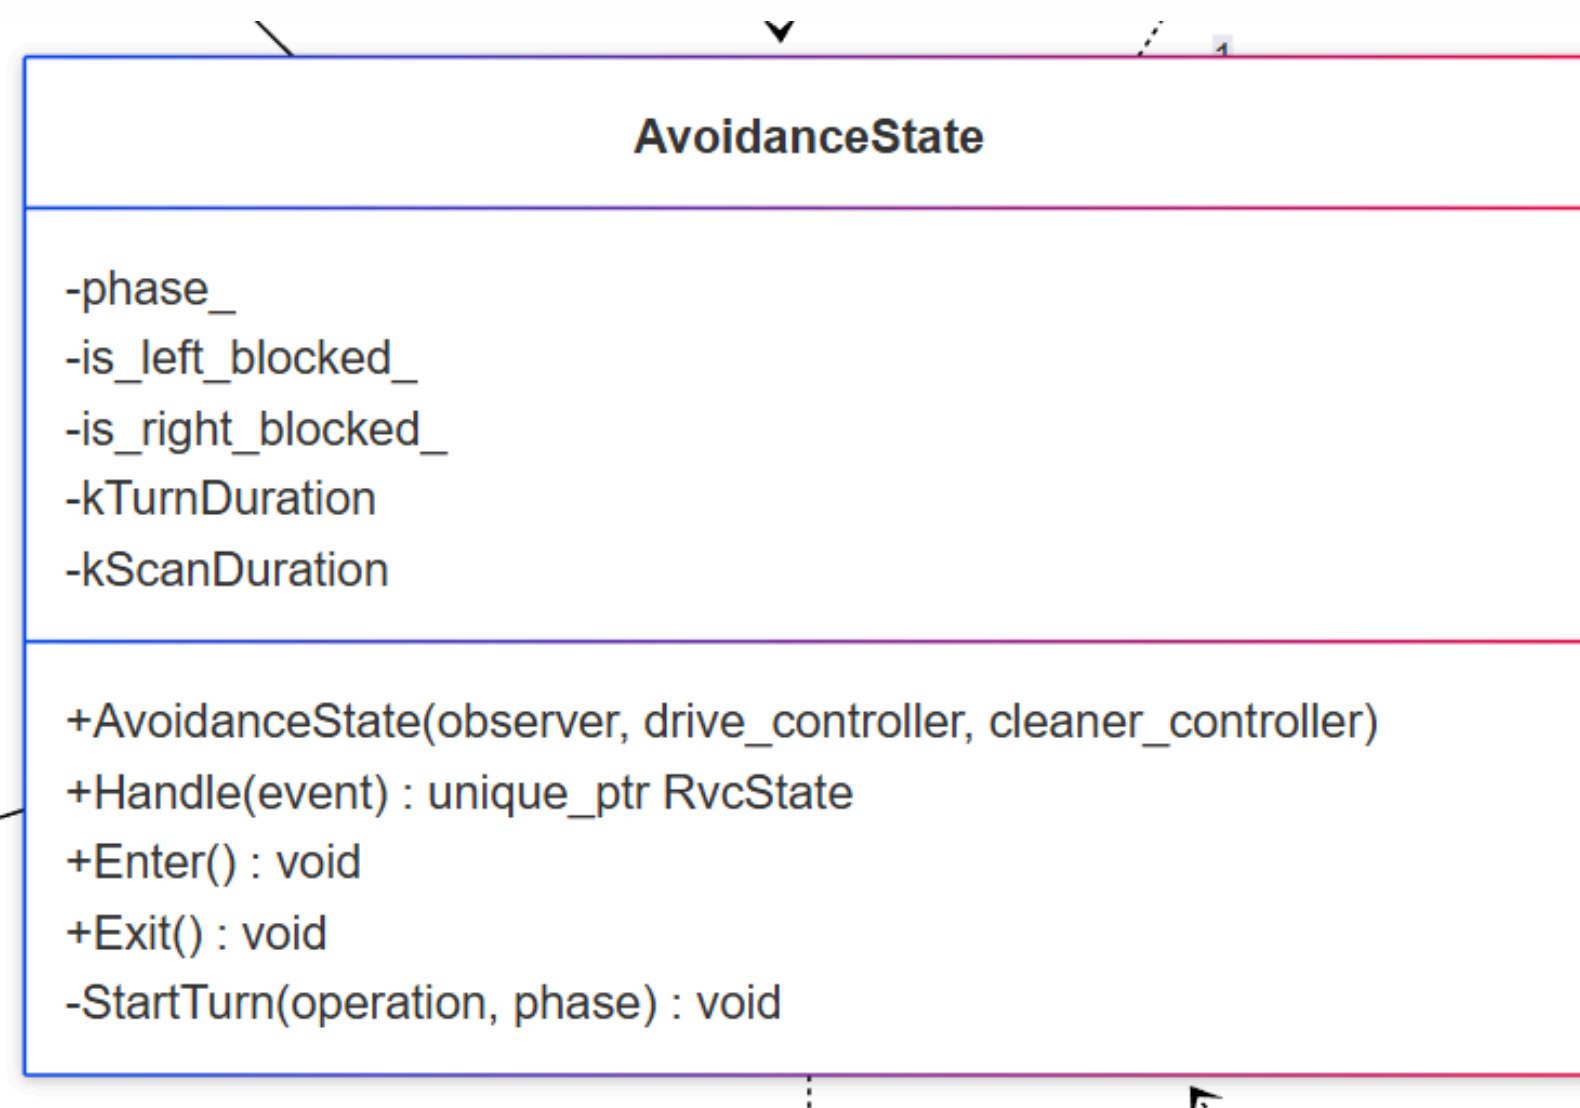 AvoidanceState
-phase_
-is_left_blocked_
-is_right_blocked_
-kTurnDuration
-kScanDuration
+AvoidanceState(observer, drive_controller, cleaner_controller)
+Handle(event) : unique_ptr RvcState
+Enter() : void
+Exit() : void
-StartTurn(operation, phase) : void